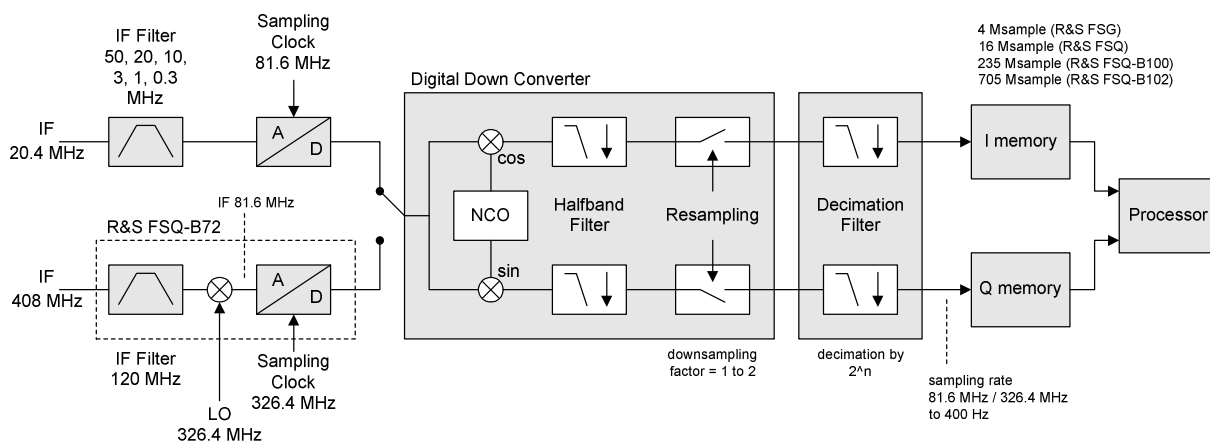 IF Filter
50, 20, 10,
3, 1, 0.3
MHz
Sampling
Clock
81.6 MHz
IF
20.4 MHz
A
D
IF 81.6 MHz
R&S FSQ-B72
IF
408 MHz
A
D
IF Filter
120 MHz
LO
326.4 MHz
Sampling
Clock
326.4 MHz
Digital Down Converter
cos
NCO
sin
Halfband
Filter
Resampling
downsampling
factor = 1 to 2
Decimation
Filter
decimation by
2^n
4 Msample (R&S FSG)
16 Msample (R&S FSQ)
235 Msample (R&S FSQ-B100)
705 Msample (R&S FSQ-B102)
I memory
Q memory
Processor
sampling rate
81.6 MHz / 326.4 MHz
to 400 Hz